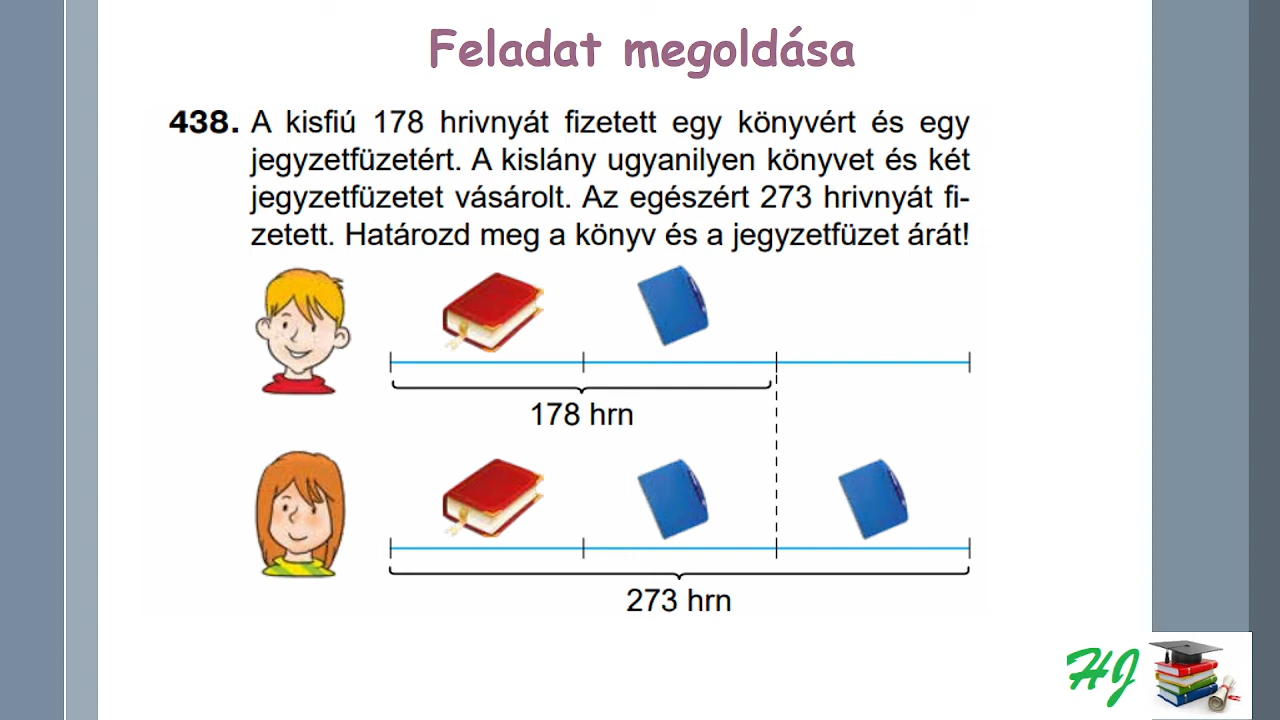 Feladat megoldása
438. A kisfiú 178 hrivnyát fizetett egy könyvért és egy
jegyzetfüzetért. A kislány ugyanilyen könyvet és két
jegyzetfüzetet vásárolt. Az egészért 273 hrivnyát fi-
zetett. Határozd meg a könyv és a jegyzetfüzet árát!
178 hrn
273 hrn
HJ